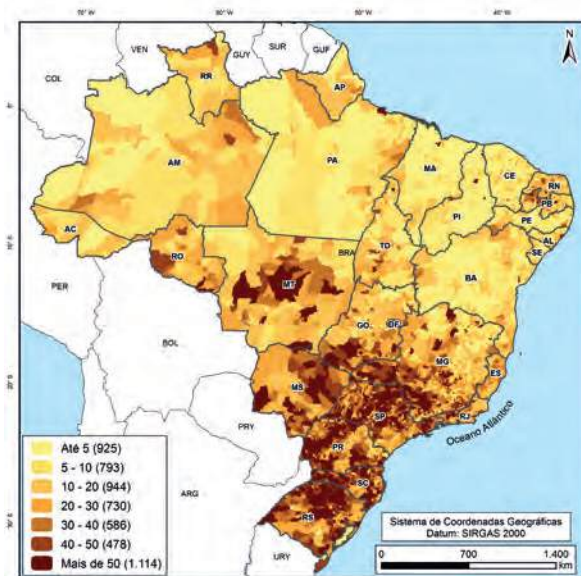 70° W 60° W 50° W 40° W
N
VEN
GUY
SUR
GUF
COL
RR
AP
AM
PA
MA
CE
RN
PB
PI
PE
AL
SE
AC
TO
RO
BRA
BA
PER
MT
GO
DF
BOL
MG
ES
MS
SP
RJ
PRY
PR
Oceano Atlântico
SC
ARG
RS
URY
10° S
20° S
30° S
Até 5 (925)
5 - 10 (793)
10 - 20 (944)
20 - 30 (730)
30 - 40 (586)
40 - 50 (478)
Mais de 50 (1.114)
Sistema de Coordenadas Geográficas
Datum: SIRGAS 2000
0 700 1.400
km